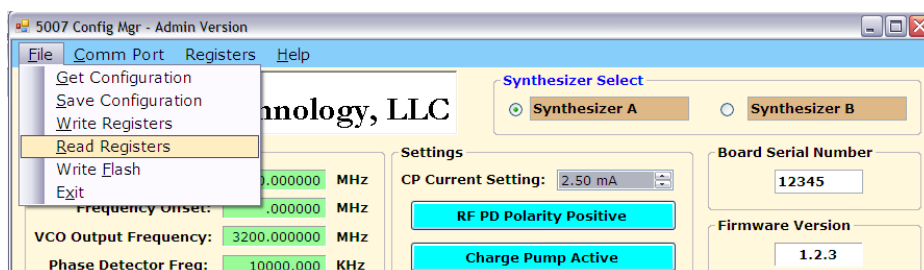 5007 Config Mgr - Admin Version
File Comm Port Registers Help
Get Configuration
Save Configuration
Write Registers
Read Registers
Write Flash
Exit
LLC
Synthesizer Select
Synthesizer A
Synthesizer B
.000000 MHz
Frequency Offset: .000000 MHz
VCO Output Frequency: 3200.000000 MHz
Phase Detector Freq: 10000.000 KHz
Settings
CP Current Setting: 2.50 mA
RF PD Polarity Positive
Charge Pump Active
Board Serial Number
12345
Firmware Version
1.2.3